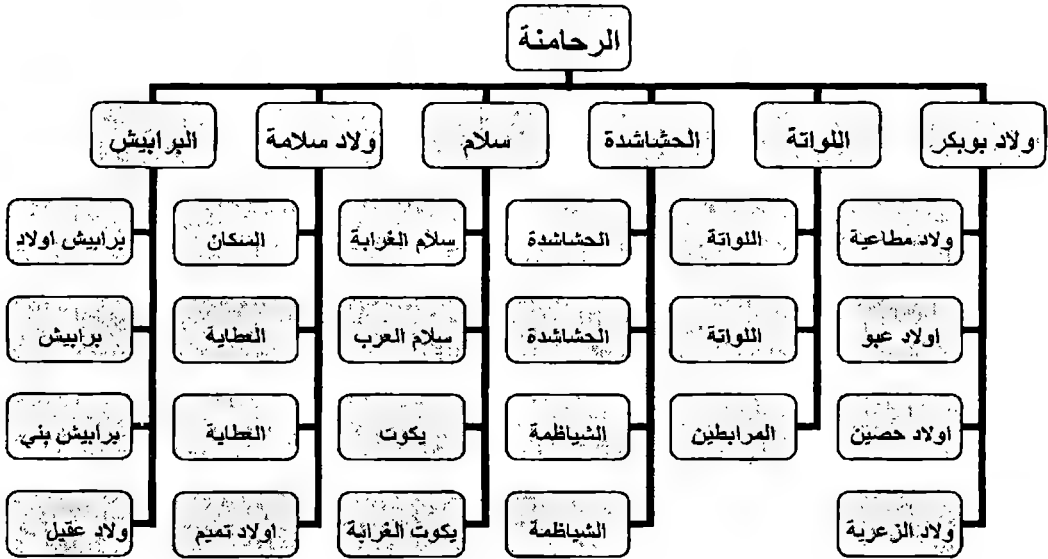 الرحامنة
ولاد بوبكر
اللواتة
الحشاشدة
سلام
ولاد سلامة
البرابيش
ولاد مطاعية
اللواتة
الحشاشدة
سلام الغرابة
السكان
برابيش اولاد
اولاد عبو
اللواتة
الحشاشدة
سلام العرب
العطاية
برابيش
اولاد حصين
المرابطين
الشياظمة
يكوت
العطاية
برابيش بني
ولاد الزعرية
الشياظمة
يكوت الغرابة
اولاد تميم
ولاد عقيل